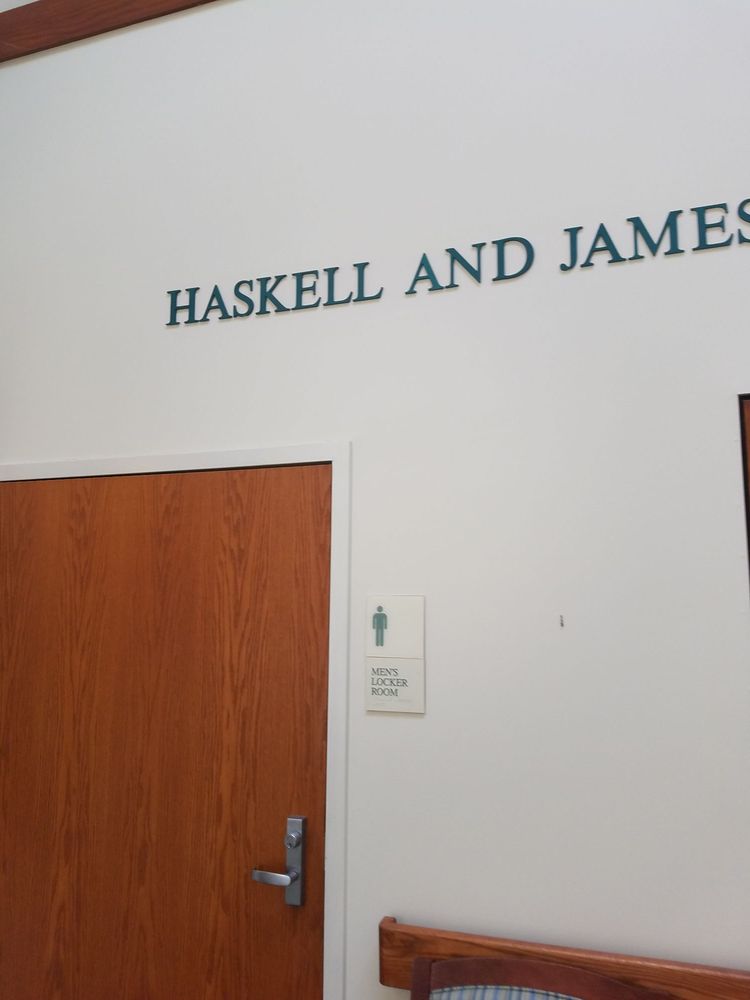 HASKELL AND JAMES
MEN'S
LOCKER
ROOM